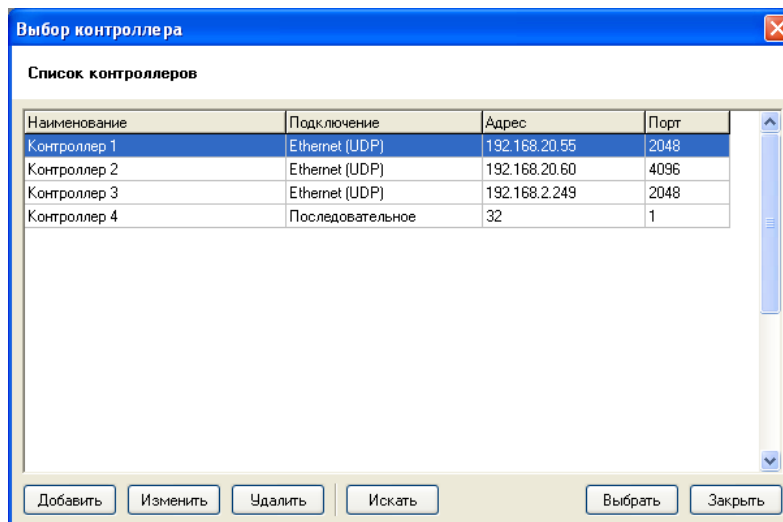 Выбор контроллера
Список контроллеров
Наименование Подключение Адрес Порт
Контроллер 1 Ethernet (UDP) 192.168.20.55 2048
Контроллер 2 Ethernet (UDP) 192.168.20.60 4096
Контроллер 3 Ethernet (UDP) 192.168.2.249 2048
Контроллер 4 Последовательное 32 1
Добавить Изменить Удалить Искать Выбрать Закрыть